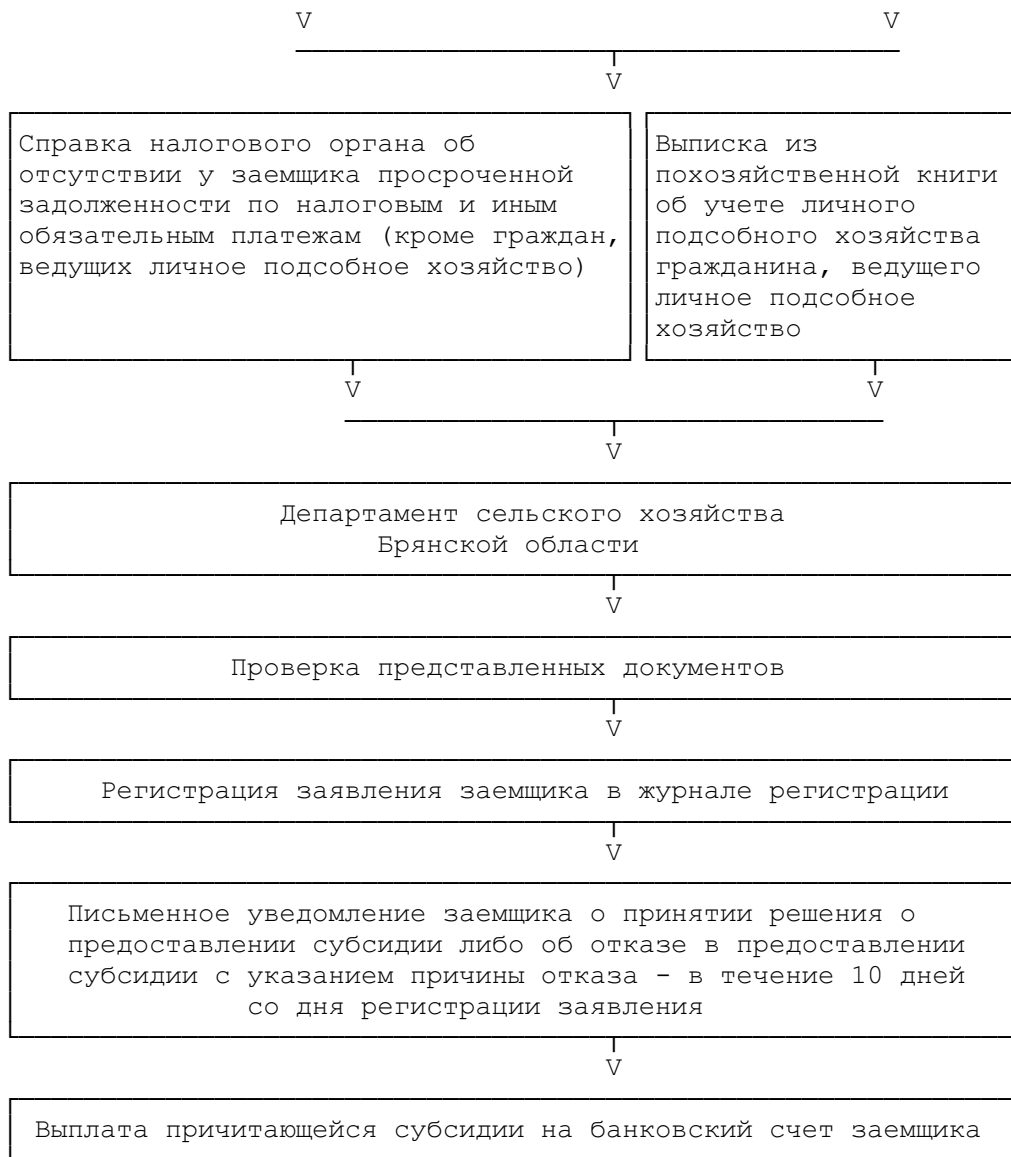 V V
V
Справка налогового органа об
отсутствии у заемщика просроченной
задолженности по налоговым и иным
обязательным платежам (кроме граждан,
ведущих личное подсобное хозяйство)
Выписка из
похозяйственной книги
об учете личного
подсобного хозяйства
гражданина, ведущего
личное подсобное
хозяйство
V V
V
Департамент сельского хозяйства
Брянской области
V
Проверка представленных документов
V
Регистрация заявления заемщика в журнале регистрации
V
Письменное уведомление заемщика о принятии решения о
предоставлении субсидии либо об отказе в предоставлении
субсидии с указанием причины отказа - в течение 10 дней
со дня регистрации заявления
V
Выплата причитающейся субсидии на банковский счет заемщика